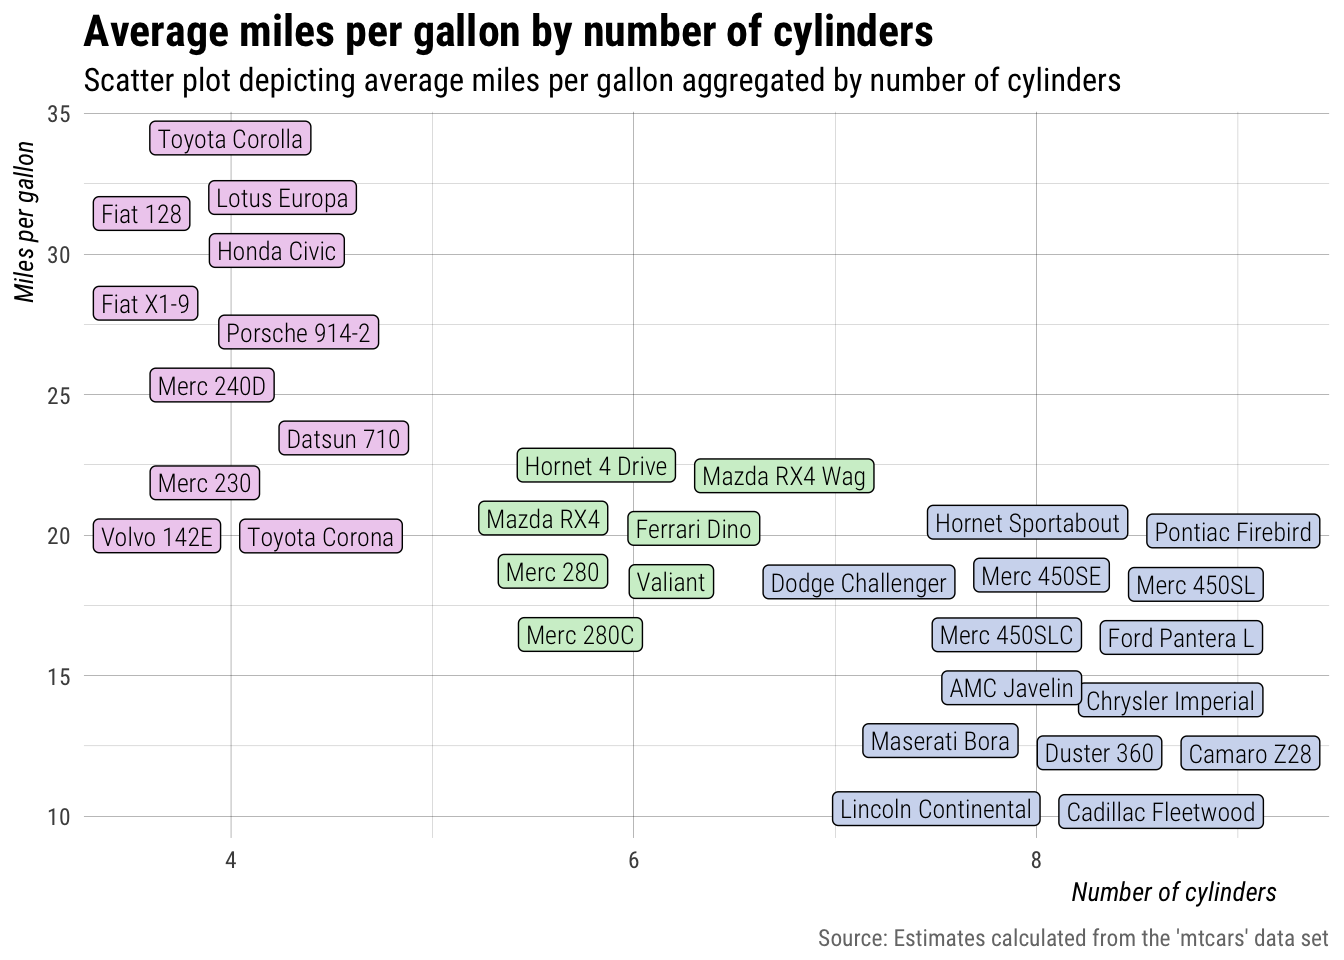 Average miles per gallon by number of cylinders
Scatter plot depicting average miles per gallon aggregated by number of cylinders
35
Miles per gallon
Toyota Corolla
Lotus Europa
Fiat 128
Honda Civic
30
Fiat X1-9
Porsche 914-2
Merc 240D
25
Datsun 710
Hornet 4 Drive
Mazda RX4 Wag
Merc 230
Mazda RX4
Ferrari Dino
Hornet Sportabout
Pontiac Firebird
20
Volvo 142E
Toyota Corona
Merc 280
Valiant
Dodge Challenger
Merc 450SE
Merc 450SL
Merc 280C
Merc 450SLC
Ford Pantera L
15
AMC Javelin
Chrysler Imperial
Maserati Bora
Duster 360
Camaro Z28
10
Lincoln Continental
Cadillac Fleetwood
4
6
8
Number of cylinders
Source: Estimates calculated from the 'mtcars' data set